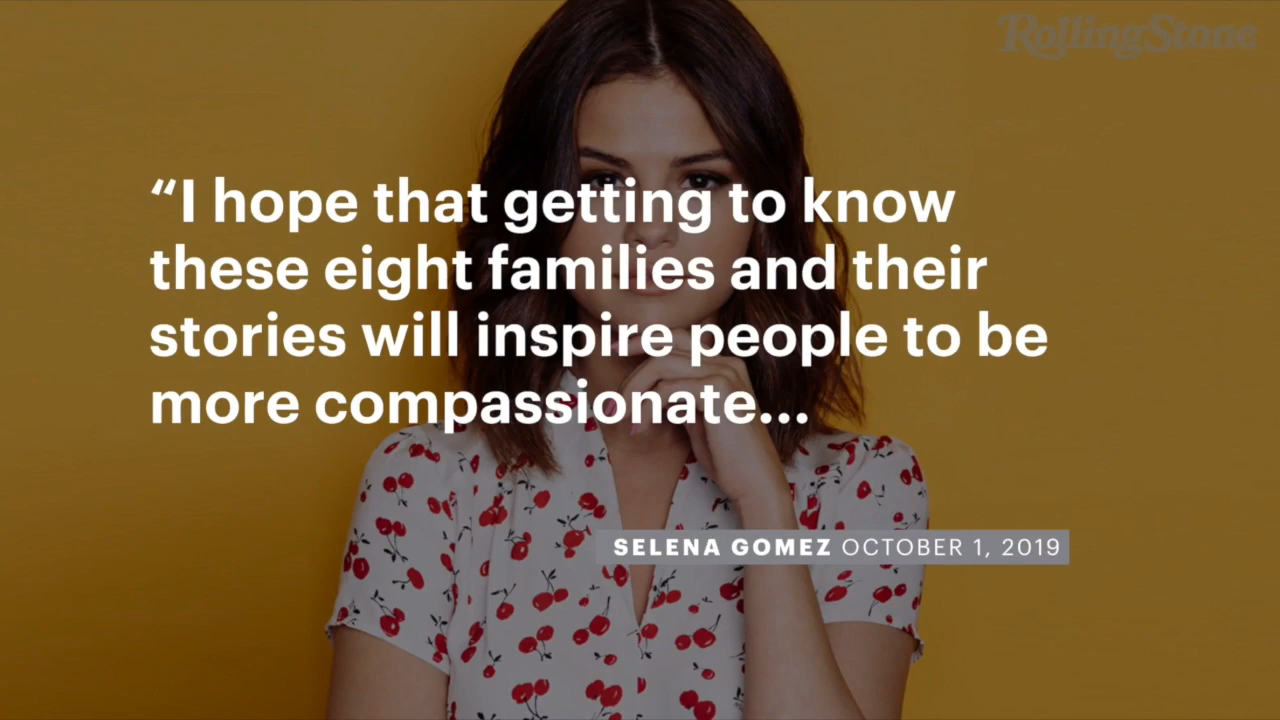 RollingStone
“I hope that getting to know
these eight families and their
stories will inspire people to be
more compassionate...
SELENA GOMEZ OCTOBER 1, 2019